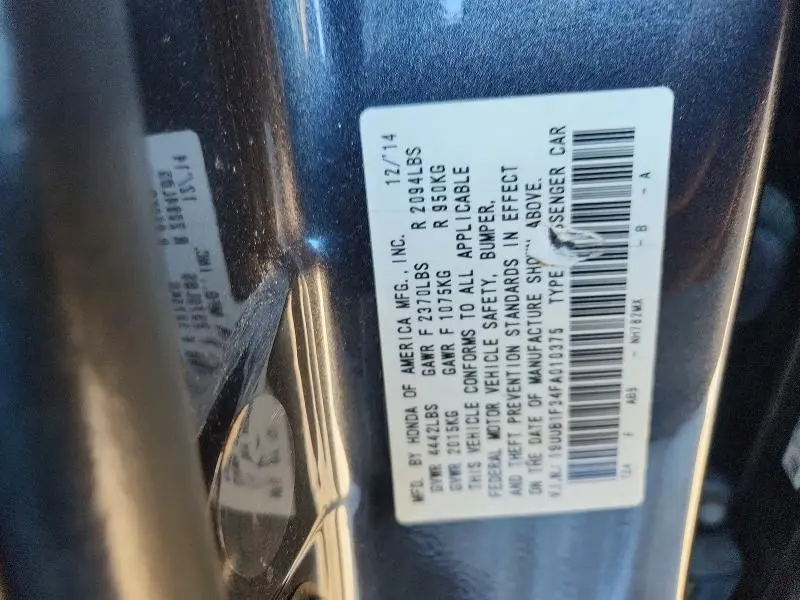 MFD. BY HONDA OF AMERICA MFG., INC. 12/'14
GVWR 4442LBS GAWR F 2370LBS R 2094LBS
GVWR 2015KG GAWR F 1075KG R 950KG
THIS VEHICLE CONFORMS TO ALL APPLICABLE
FEDERAL MOTOR VEHICLE SAFETY, BUMPER,
AND THEFT PREVENTION STANDARDS IN EFFECT
ON THE DATE OF MANUFACTURE ABOVE.
V.I.N.: 19UUB1F34FA010375 TYPE
SENGER CAR
F AB9 - NH782MX - B - A